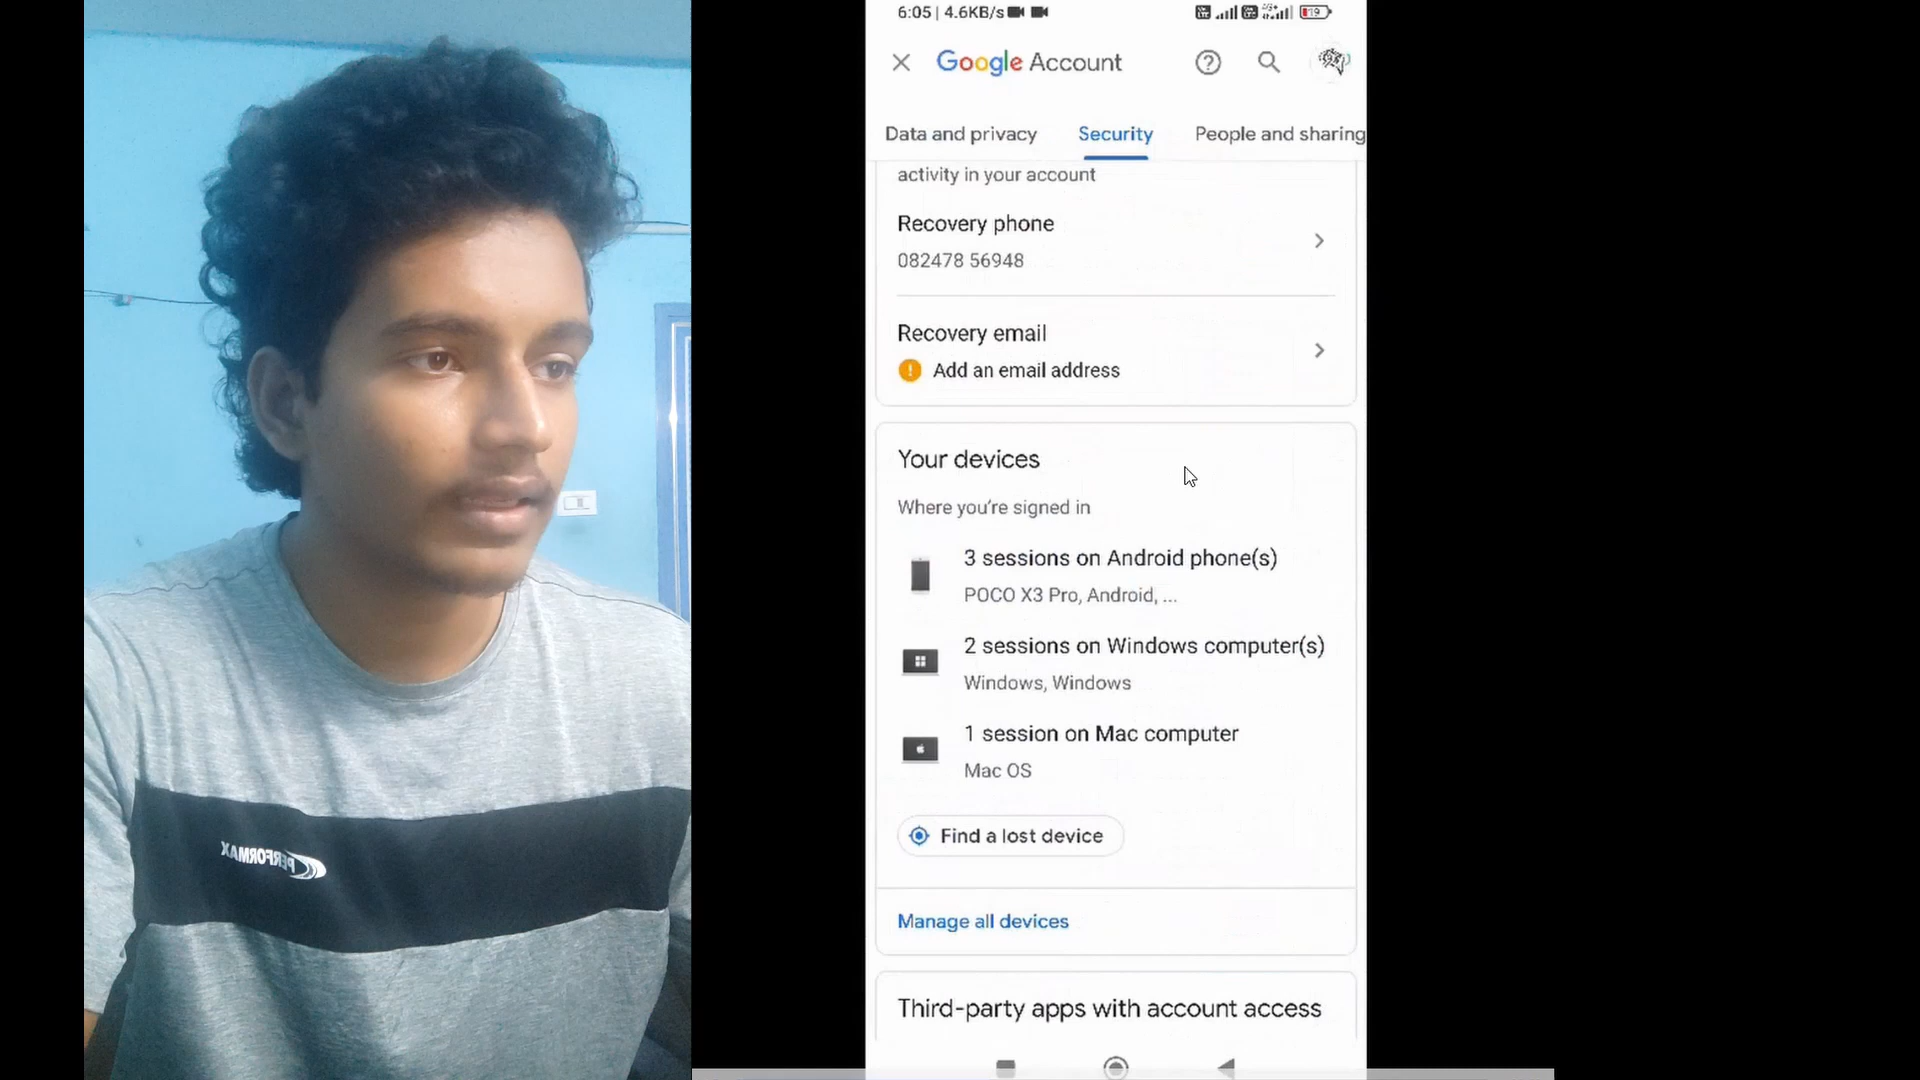 6:05 | 4.6KB/s
19
Google Account
Data and privacy
Security
People and sharing
activity in your account
Recovery phone
082478 56948
Recovery email
Add an email address
Your devices
Where you're signed in
3 sessions on Android phone(s)
POCO X3 Pro, Android, ...
2 sessions on Windows computer(s)
Windows, Windows
1 session on Mac computer
Mac OS
Find a lost device
Manage all devices
Third-party apps with account access
PERFORMAX